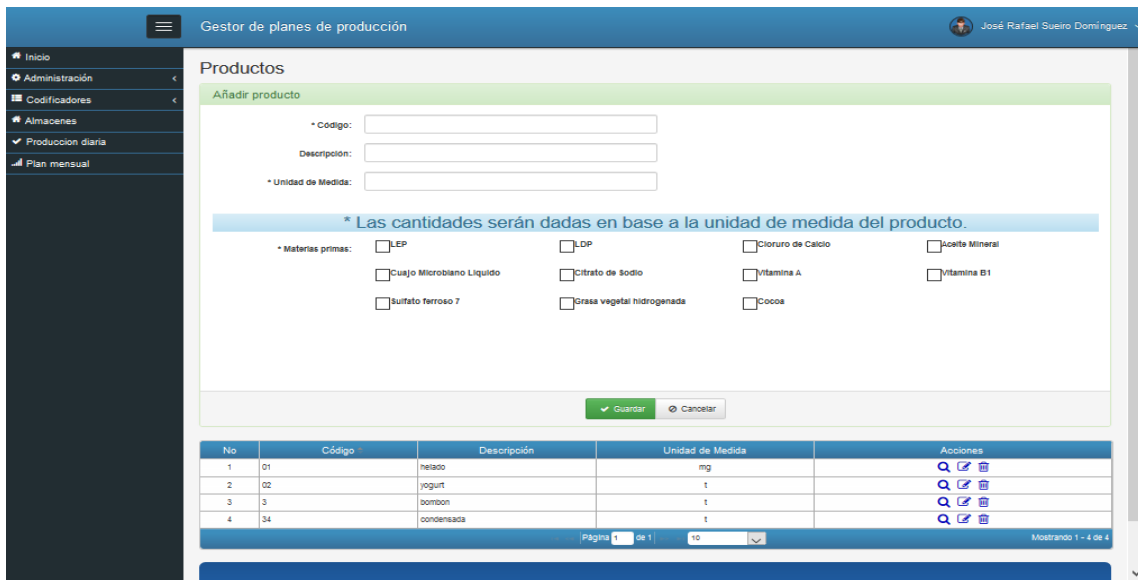 Gestor de planes de producción
José Rafael Sueiro Domínguez
Inicio
Administración
Codificadores
Almacenes
Produccion diaria
Plan mensual
Productos
Añadir producto
* Código:
Descripción:
* Unidad de Medida:
* Las cantidades serán dadas en base a la unidad de medida del producto.
* Materias primas: LEP LDP Cloruro de Calcio Aceite Mineral
Cuajo Microbiano Liquido Citrato de Sodio Vitamina A Vitamina B1
Sulfato ferroso 7 Grasa vegetal hidrogenada Cocoa
Guardar Cancelar
No Código Descripción Unidad de Medida Acciones
1 01 helado mg
2 02 yogurt t
3 3 bombon t
4 34 condensada t
Página 1 de 1 10 Mostrando 1 - 4 de 4